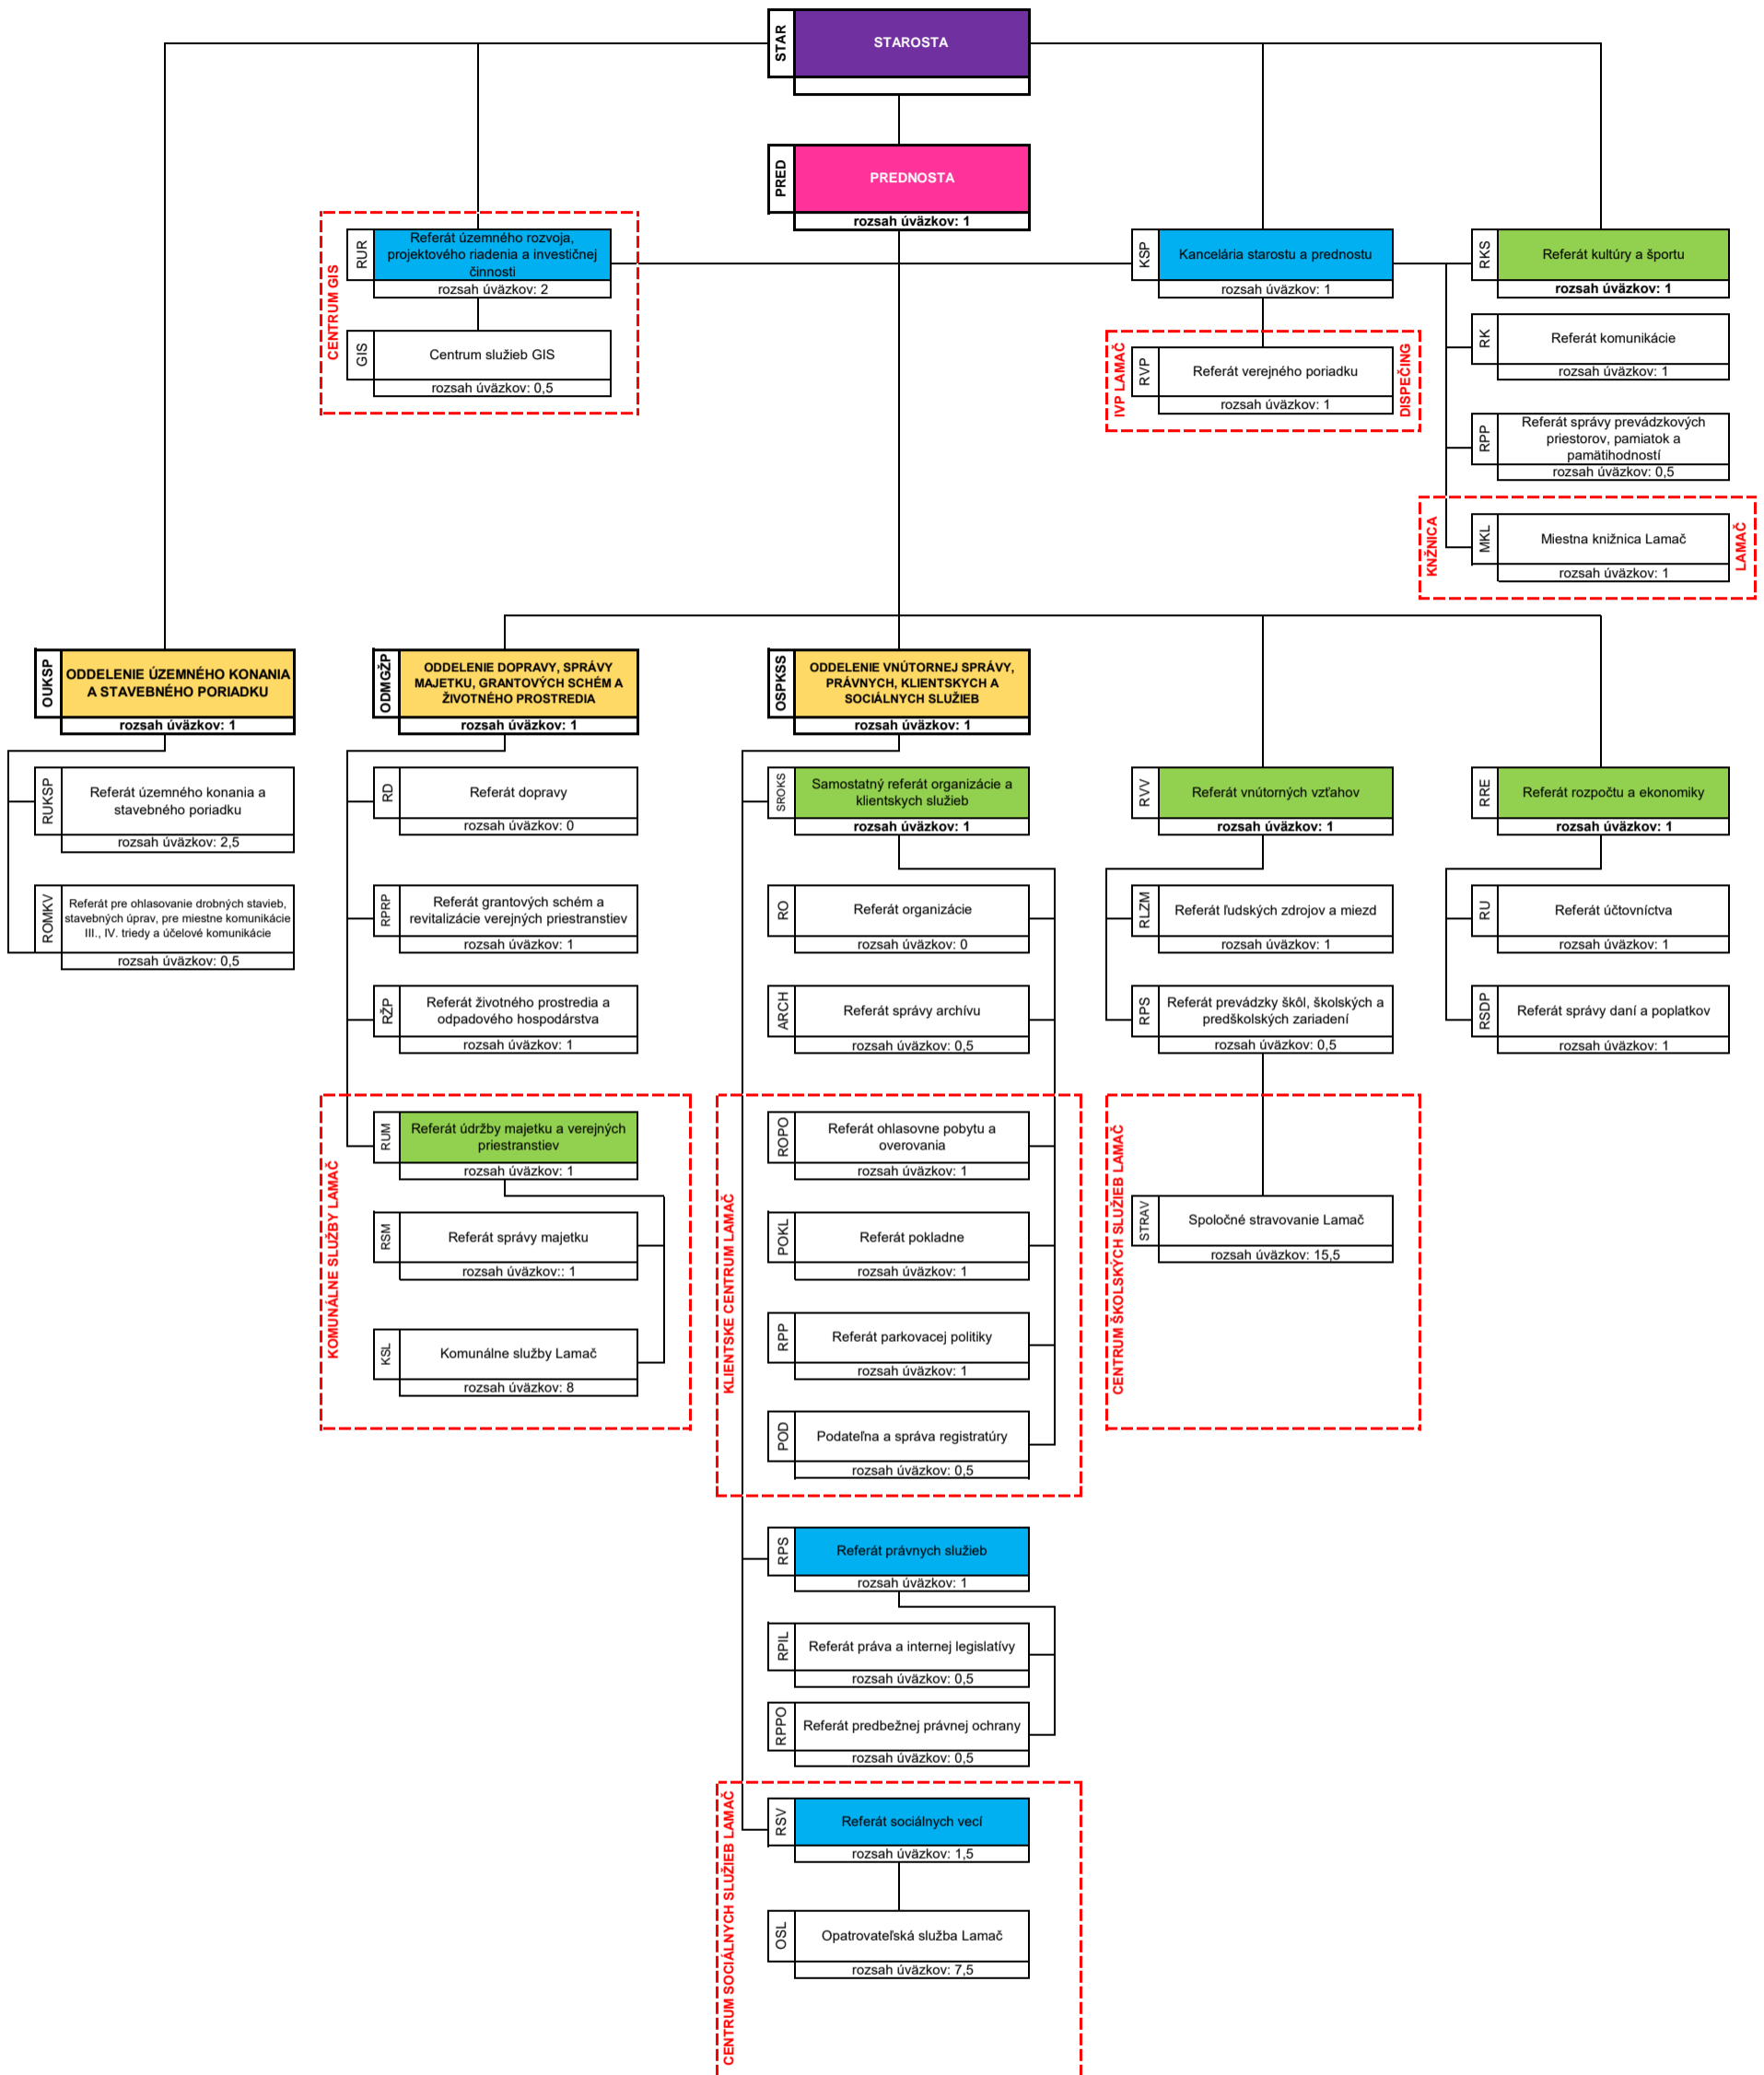 STAR
STAROSTA
PRED
PREDNOSTA
rozsah úväzkov: 1
CENTRUM GIS
RUR
Referát územného rozvoja,
projektového riadenia a investičnej
činnosti
rozsah úväzkov: 2
GIS
Centrum služieb GIS
rozsah úväzkov: 0,5
KSP
Kancelária starostu a prednostu
rozsah úväzkov: 1
IVP LAMAČ
RVP
Referát verejného poriadku
rozsah úväzkov: 1
DISPEČING
RKS
Referát kultúry a športu
rozsah úväzkov: 1
RK
Referát komunikácie
rozsah úväzkov: 1
RPP
Referát správy prevádzkových
priestorov, pamiatok a
pamätihodností
rozsah úväzkov: 0,5
KNŽNICA
MKL
Miestna knižnica Lamač
rozsah úväzkov: 1
LAMAČ
OUKSP
ODDELENIE ÚZEMNÉHO KONANIA
A STAVEBNÉHO PORIADKU
rozsah úväzkov: 1
RUKSP
Referát územného konania a
stavebného poriadku
rozsah úväzkov: 2,5
ROMKV
Referát pre ohlasovanie drobných stavieb,
stavebných úprav, pre miestne komunikácie
III., IV. triedy a účelové komunikácie
rozsah úväzkov: 0,5
ODMGŽP
ODDELENIE DOPRAVY, SPRÁVY
MAJETKU, GRANTOVÝCH SCHÉM A
ŽIVOTNÉHO PROSTREDIA
rozsah úväzkov: 1
RD
Referát dopravy
rozsah úväzkov: 0
RPRP
Referát grantových schém a
revitalizácie verejných priestranstiev
rozsah úväzkov: 1
RŽP
Referát životného prostredia a
odpadového hospodárstva
rozsah úväzkov: 1
KOMUNÁLNE SLUŽBY LAMAČ
RUM
Referát údržby majetku a verejných
priestranstiev
rozsah úväzkov: 1
RSM
Referát správy majetku
rozsah úväzkov:: 1
KSL
Komunálne služby Lamač
rozsah úväzkov: 8
OSPKSS
ODDELENIE VNÚTORNEJ SPRÁVY,
PRÁVNYCH, KLIENTSKYCH A
SOCIÁLNYCH SLUŽIEB
rozsah úväzkov: 1
SROKS
Samostatný referát organizácie a
klientskych služieb
rozsah úväzkov: 1
RO
Referát organizácie
rozsah úväzkov: 0
ARCH
Referát správy archívu
rozsah úväzkov: 0,5
KLIENTSKE CENTRUM LAMAČ
ROPO
Referát ohlasovne pobytu a
overovania
rozsah úväzkov: 1
POKL
Referát pokladne
rozsah úväzkov: 1
RPP
Referát parkovacej politiky
rozsah úväzkov: 1
POD
Podateľna a správa registratúry
rozsah úväzkov: 0,5
RPS
Referát právnych služieb
rozsah úväzkov: 1
RPIL
Referát práva a internej legislatívy
rozsah úväzkov: 0,5
RPPO
Referát predbežnej právnej ochrany
rozsah úväzkov: 0,5
CENTRUM SOCIÁLNYCH SLUŽIEB LAMAČ
RSV
Referát sociálnych vecí
rozsah úväzkov: 1,5
OSL
Opatrovateľská služba Lamač
rozsah úväzkov: 7,5
RVV
Referát vnútorných vzťahov
rozsah úväzkov: 1
RLZM
Referát ľudských zdrojov a miezd
rozsah úväzkov: 1
RPS
Referát prevádzky škôl, školských a
predškolských zariadení
rozsah úväzkov: 0,5
CENTRUM ŠKOLSKÝCH SLUŽIEB LAMAČ
STRAV
Spoločné stravovanie Lamač
rozsah úväzkov: 15,5
RRE
Referát rozpočtu a ekonomiky
rozsah úväzkov: 1
RU
Referát účtovníctva
rozsah úväzkov: 1
RSDP
Referát správy daní a poplatkov
rozsah úväzkov: 1